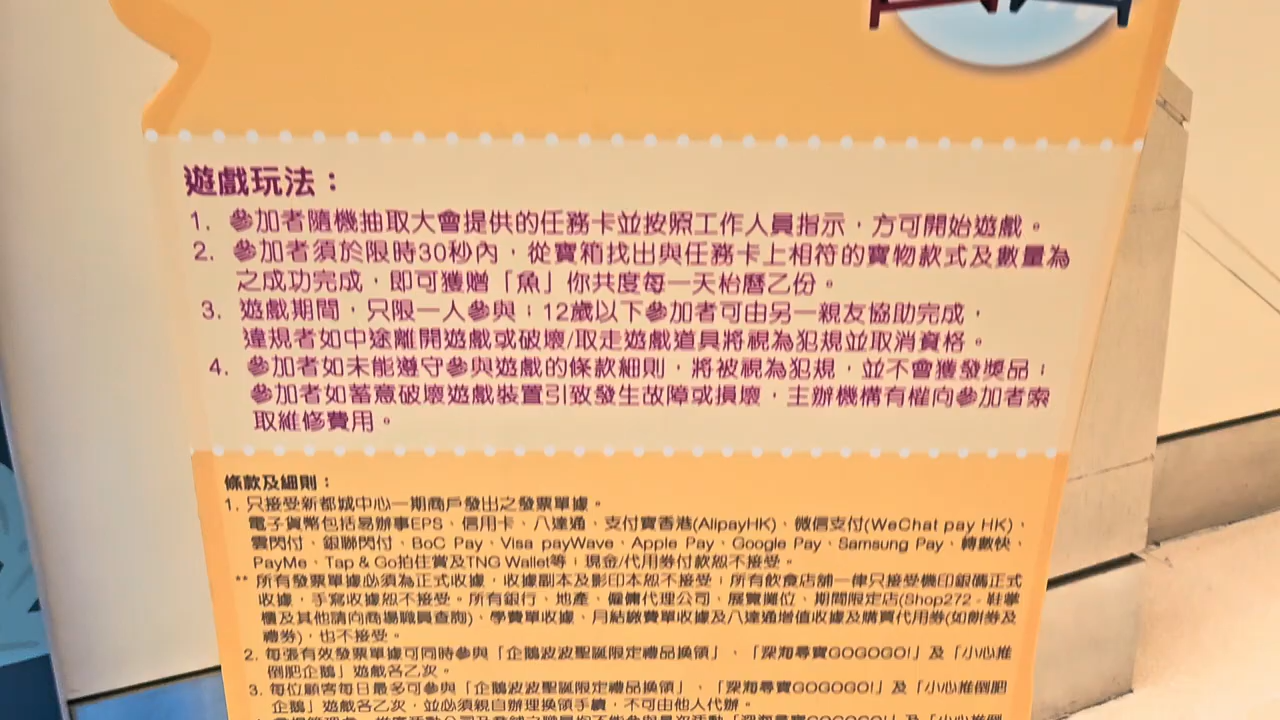 遊戲玩法：
1. 參加者隨機抽取大會提供的任務卡並按照工作人員指示，方可開始遊戲。
2. 參加者須於限時30秒內，從寶箱找出與任務卡上相符的寶物款式及數量為
之成功完成，即可獲贈「魚」你共度每一天枱曆乙份。
3. 遊戲期間，只限一人參與；12歲以下參加者可由另一親友協助完成，
違規者如中途離開遊戲或破壞/取走遊戲道具將視為犯規並取消資格。
4. 參加者如未能遵守參與遊戲的條款細則，將被視為犯規，並不會獲發獎品；
參加者如蓄意破壞遊戲裝置引致發生故障或損壞，主辦機構有權向參加者索
取維修費用。
條款及細則：
1. 只接受新都城中心一期商戶發出之發票單據。
電子貨幣包括易辦事EPS、信用卡、八達通、支付寶香港(AlipayHK)、微信支付(WeChat pay HK)、
雲閃付、銀聯閃付、BoC Pay、Visa payWave、Apple Pay、Google Pay、Samsung Pay、轉數快、
PayMe、Tap & Go拍住賞及TNG Wallet等；現金/代用券付款恕不接受。
** 所有發票單據必須為正式收據，收據副本及影印本恕不接受；所有飲食店舖一律只接受機印銀碼正式
收據，手寫收據恕不接受。所有銀行、地產、僱傭代理公司、展覽攤位、期間限定店(Shop272 - 鞋華
櫃及其他請向商場職員查詢)、學費單收據、月結繳費單收據及八達通增值收據及購買代用券(如餅券及
禮券)，也不接受。
2. 每張有效發票單據可同時參與「企鵝波波聖誕限定禮品換領」、「深海尋寶GOGOGO!」及「小心推
倒肥企鵝」遊戲各乙次。
3. 每位顧客每日最多可參與「企鵝波波聖誕限定禮品換領」、「深海尋寶GOGOGO!」及「小心推倒肥
企鵝」遊戲各乙次，並必須親自辦理換領手續，不可由他人代辦。